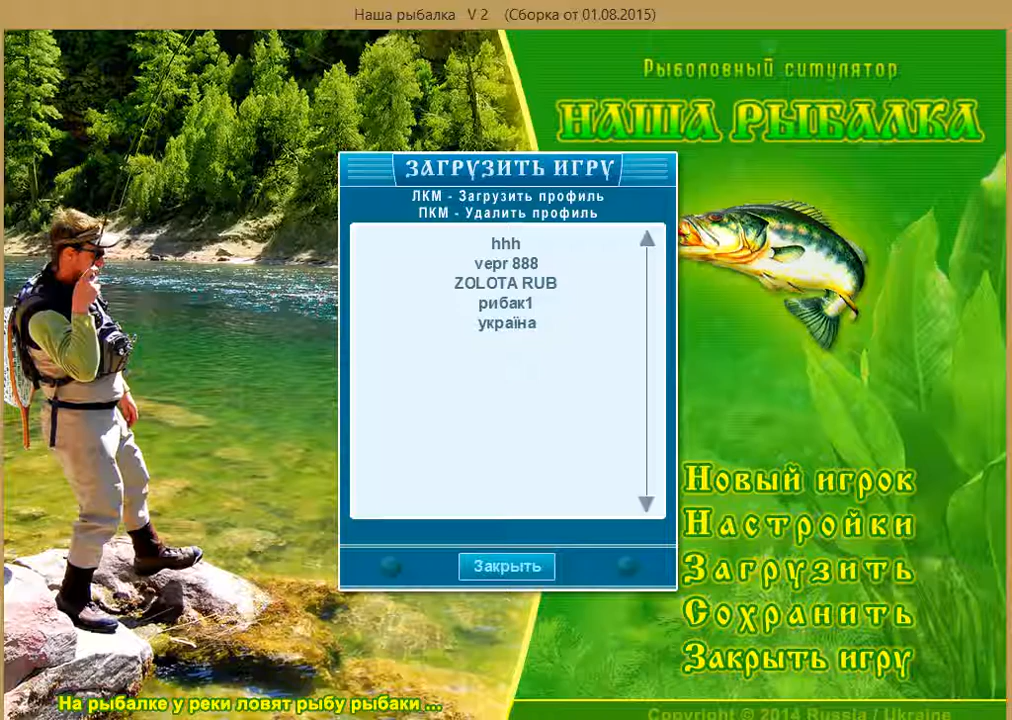 Наша рыбалка V 2 (Сборка от 01.08.2015)
Рыболовный симулятор
НАША РЫБАЛКА
ЗАГРУЗИТЬ ИГРУ
ЛКМ - Загрузить профиль
ПКМ - Удалить профиль
hhh
vepr 888
ZOLOTA RUB
рибак1
україна
Закрыть
Новый игрок
Настройки
Загрузить
Сохранить
Закрыть игру
На рыбалке у реки ловят рыбу рыбаки ...
Copyright © 2014 Russia / Ukraine